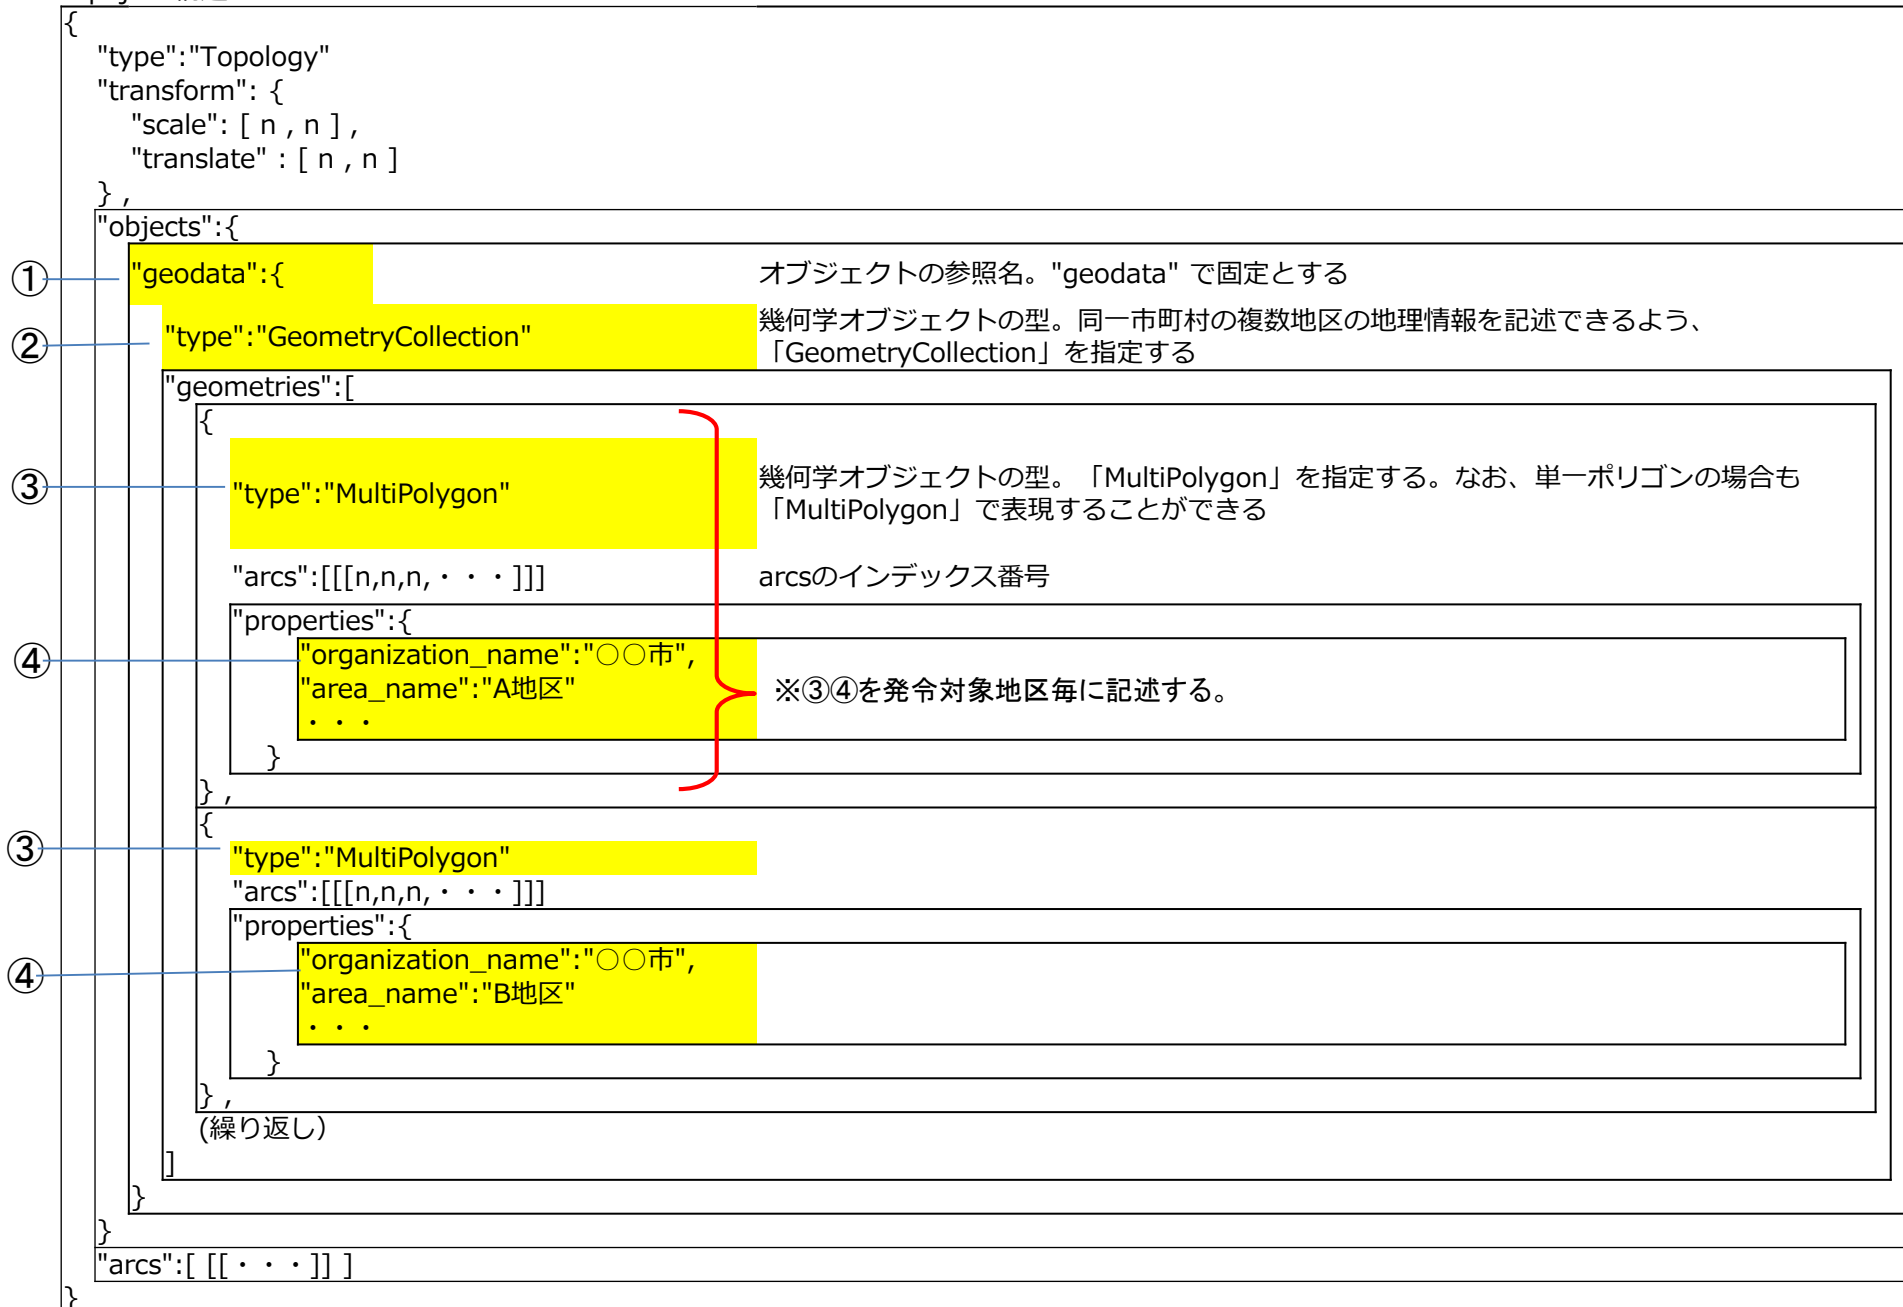 {
"type":"Topology"
"transform": {
"scale": [ n , n ] ,
"translate" : [ n , n ]
} ,
"objects":{
① "geodata":{ オブジェクトの参照名。"geodata" で固定とする
② "type":"GeometryCollection" 幾何学オブジェクトの型。同一市町村の複数地区の地理情報を記述できるよう、
「GeometryCollection」を指定する
"geometries":[
{
③ "type":"MultiPolygon" 幾何学オブジェクトの型。「MultiPolygon」を指定する。なお、単一ポリゴンの場合も
「MultiPolygon」で表現することができる
"arcs":[[[n,n,n,・・・]]] arcsのインデックス番号
"properties":{
④ "organization_name":"○○市",
"area_name":"A地区" ※③④を発令対象地区毎に記述する。
・・・
}
} ,
{
③ "type":"MultiPolygon"
"arcs":[[[n,n,n,・・・]]]
"properties":{
④ "organization_name":"○○市",
"area_name":"B地区"
・・・
}
} ,
(繰り返し）
]
}
}
"arcs":[ [[・・・]] ]
}